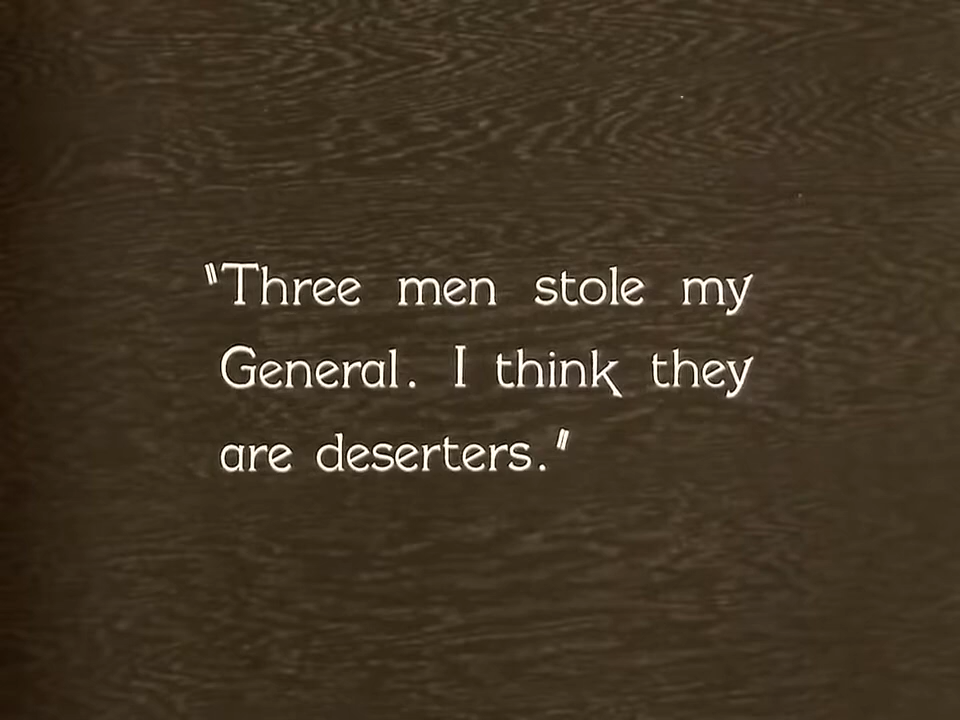 "Three men stole my
General. I think they
are deserters."